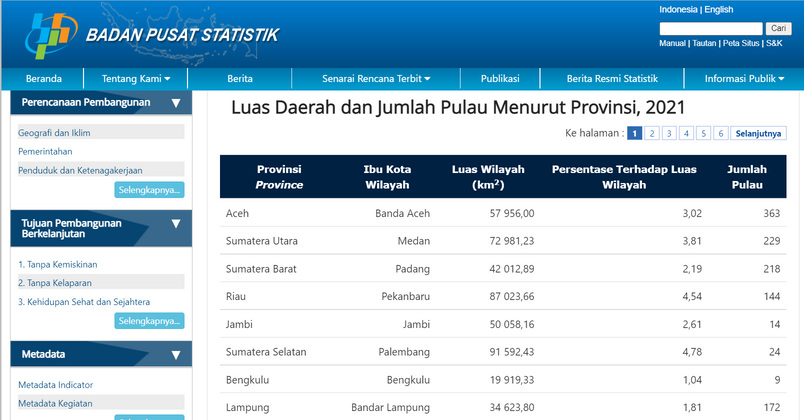 Indonesia | English
BADAN PUSAT STATISTIK
Cari
Manual | Tautan | Peta Situs | S&K
Beranda Tentang Kami Berita Senarai Rencana Terbit Publikasi Berita Resmi Statistik Informasi Publik
Perencanaan Pembangunan
Geografi dan Iklim
Pemerintahan
Penduduk dan Ketenagakerjaan
Selengkapnya...
Tujuan Pembangunan
Berkelanjutan
1. Tanpa Kemiskinan
2. Tanpa Kelaparan
3. Kehidupan Sehat dan Sejahtera
Selengkapnya...
Metadata
Metadata Indikator
Metadata Kegiatan
Luas Daerah dan Jumlah Pulau Menurut Provinsi, 2021
Ke halaman : 1 2 3 4 5 6 Selanjutnya
Provinsi Ibu Kota Luas Wilayah Persentase Terhadap Luas Jumlah
Province Wilayah (km²) Wilayah Pulau
Aceh Banda Aceh 57 956,00 3,02 363
Sumatera Utara Medan 72 981,23 3,81 229
Sumatera Barat Padang 42 012,89 2,19 218
Riau Pekanbaru 87 023,66 4,54 144
Jambi Jambi 50 058,16 2,61 14
Sumatera Selatan Palembang 91 592,43 4,78 24
Bengkulu Bengkulu 19 919,33 1,04 9
Lampung Bandar Lampung 34 623,80 1,81 172